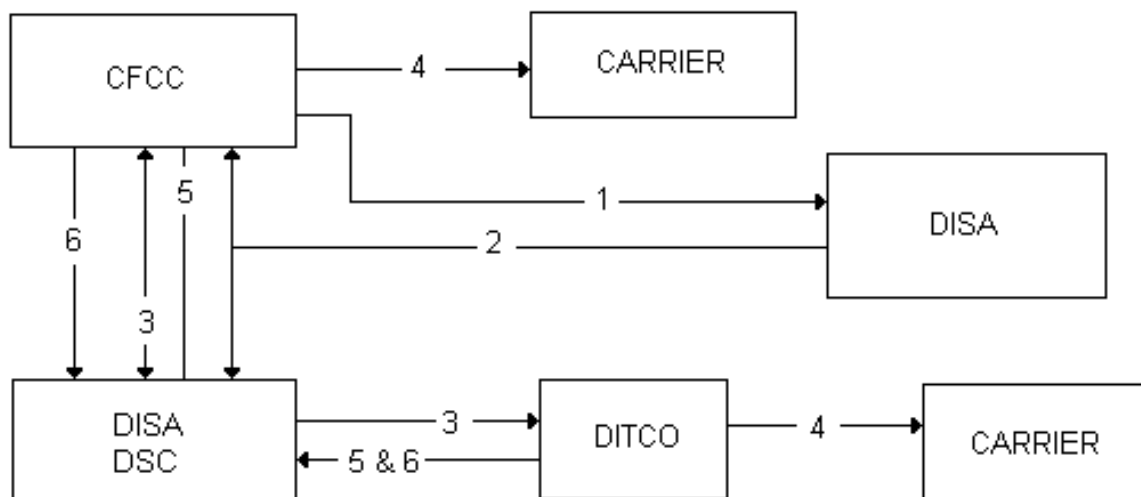 CFCC
4
CARRIER
5
1
6
2
DISA
3
DISA
DSC
3
5 & 6
DITCO
4
CARRIER